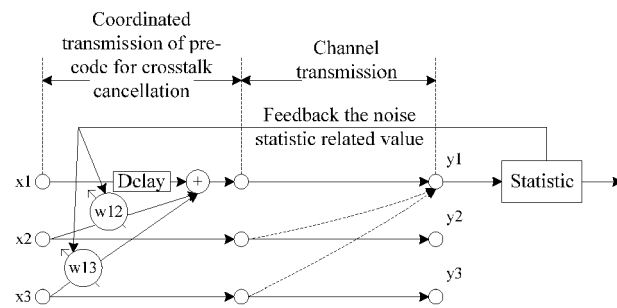 Coordinated
transmission of pre-
code for crosstalk
cancellation
Channel
transmission
Feedback the noise
statistic related value
x1
Delay
+
y1
Statistic
w12
x2
y2
w13
x3
y3